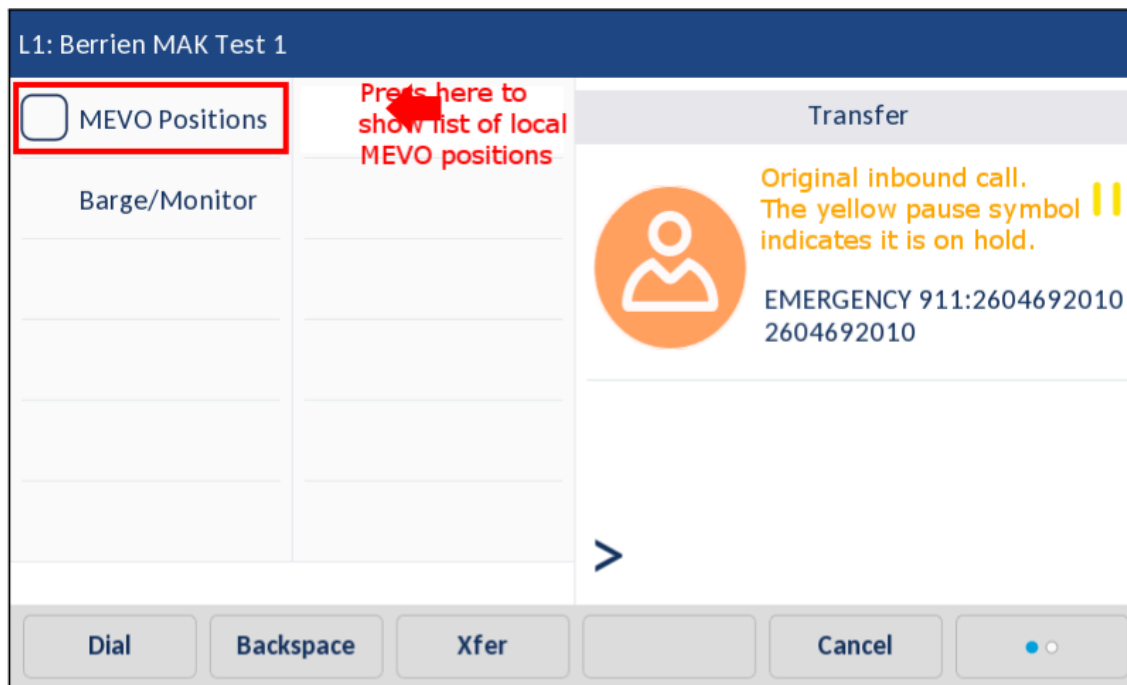 L1: Berrien MAK Test 1
MEVO Positions
Press here to
show list of local
MEVO positions
Barge/Monitor
Transfer
Original inbound call.
The yellow pause symbol
indicates it is on hold.
EMERGENCY 911:2604692010
2604692010
>
Dial
Backspace
Xfer
Cancel